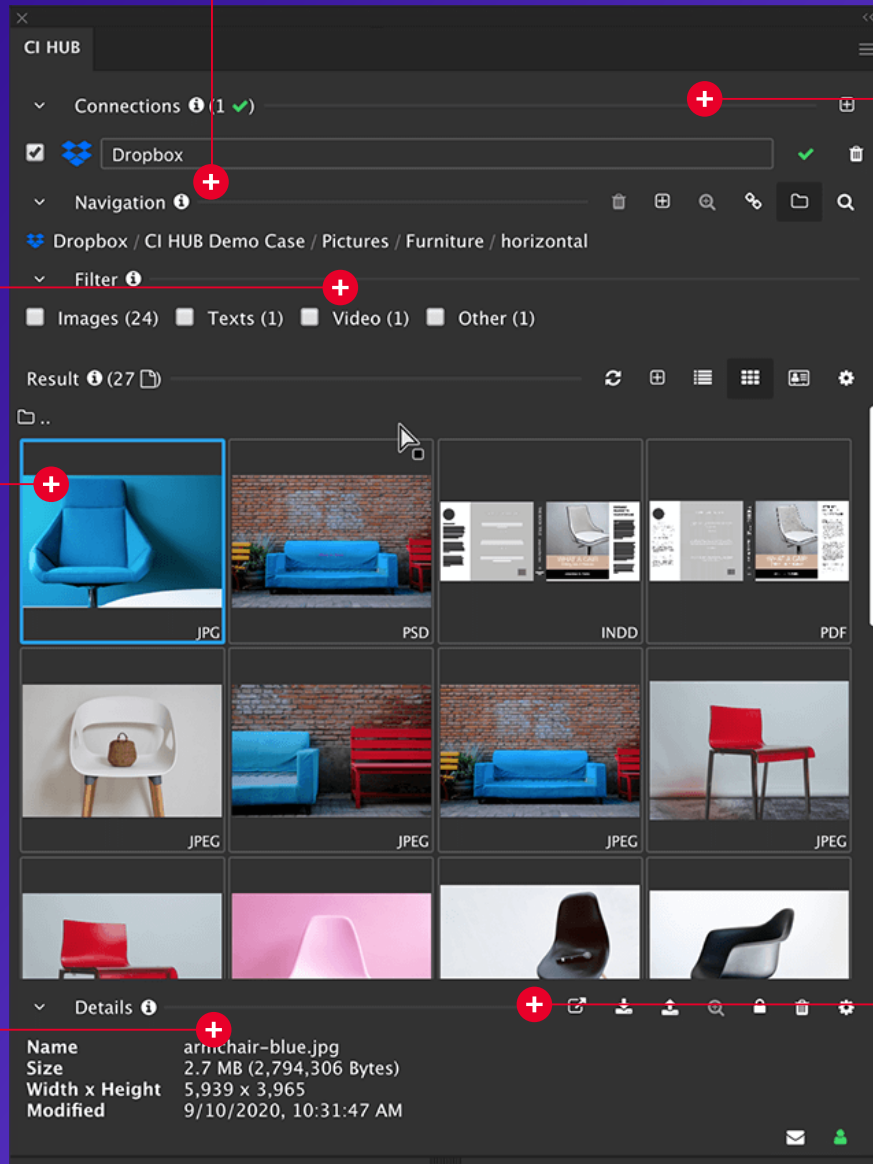 CI HUB
Connections (1 ✔)
Dropbox
Navigation
Dropbox / CI HUB Demo Case / Pictures / Furniture / horizontal
Filter
Images (24) Texts (1) Video (1) Other (1)
Result (27)
..
JPG PSD INDD PDF
JPEG JPEG JPEG JPEG
Details
Name armchair-blue.jpg
Size 2.7 MB (2,794,306 Bytes)
Width x Height 5,939 x 3,965
Modified 9/10/2020, 10:31:47 AM